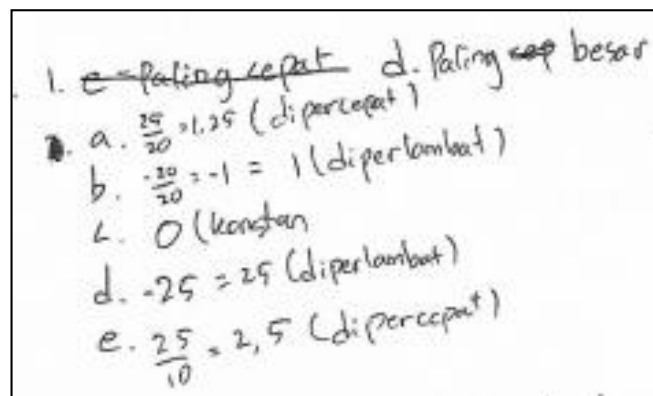 1. e - Paling cepat d. Paling cep besar
a. 25/20 = 1,25 (dipercepat)
b. -20/20 = -1 = 1 (diperlambat)
c. 0 (konstan
d. -25 = 25 (diperlambat)
e. 25/10 = 2,5 (dipercepat)